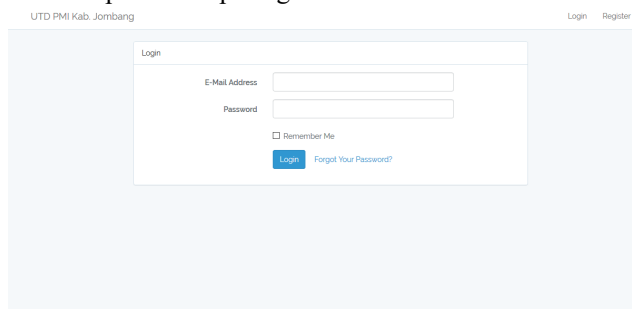 UTD PMI Kab. Jombang Login Register
Login
E-Mail Address
Password
Remember Me
Login Forgot Your Password?